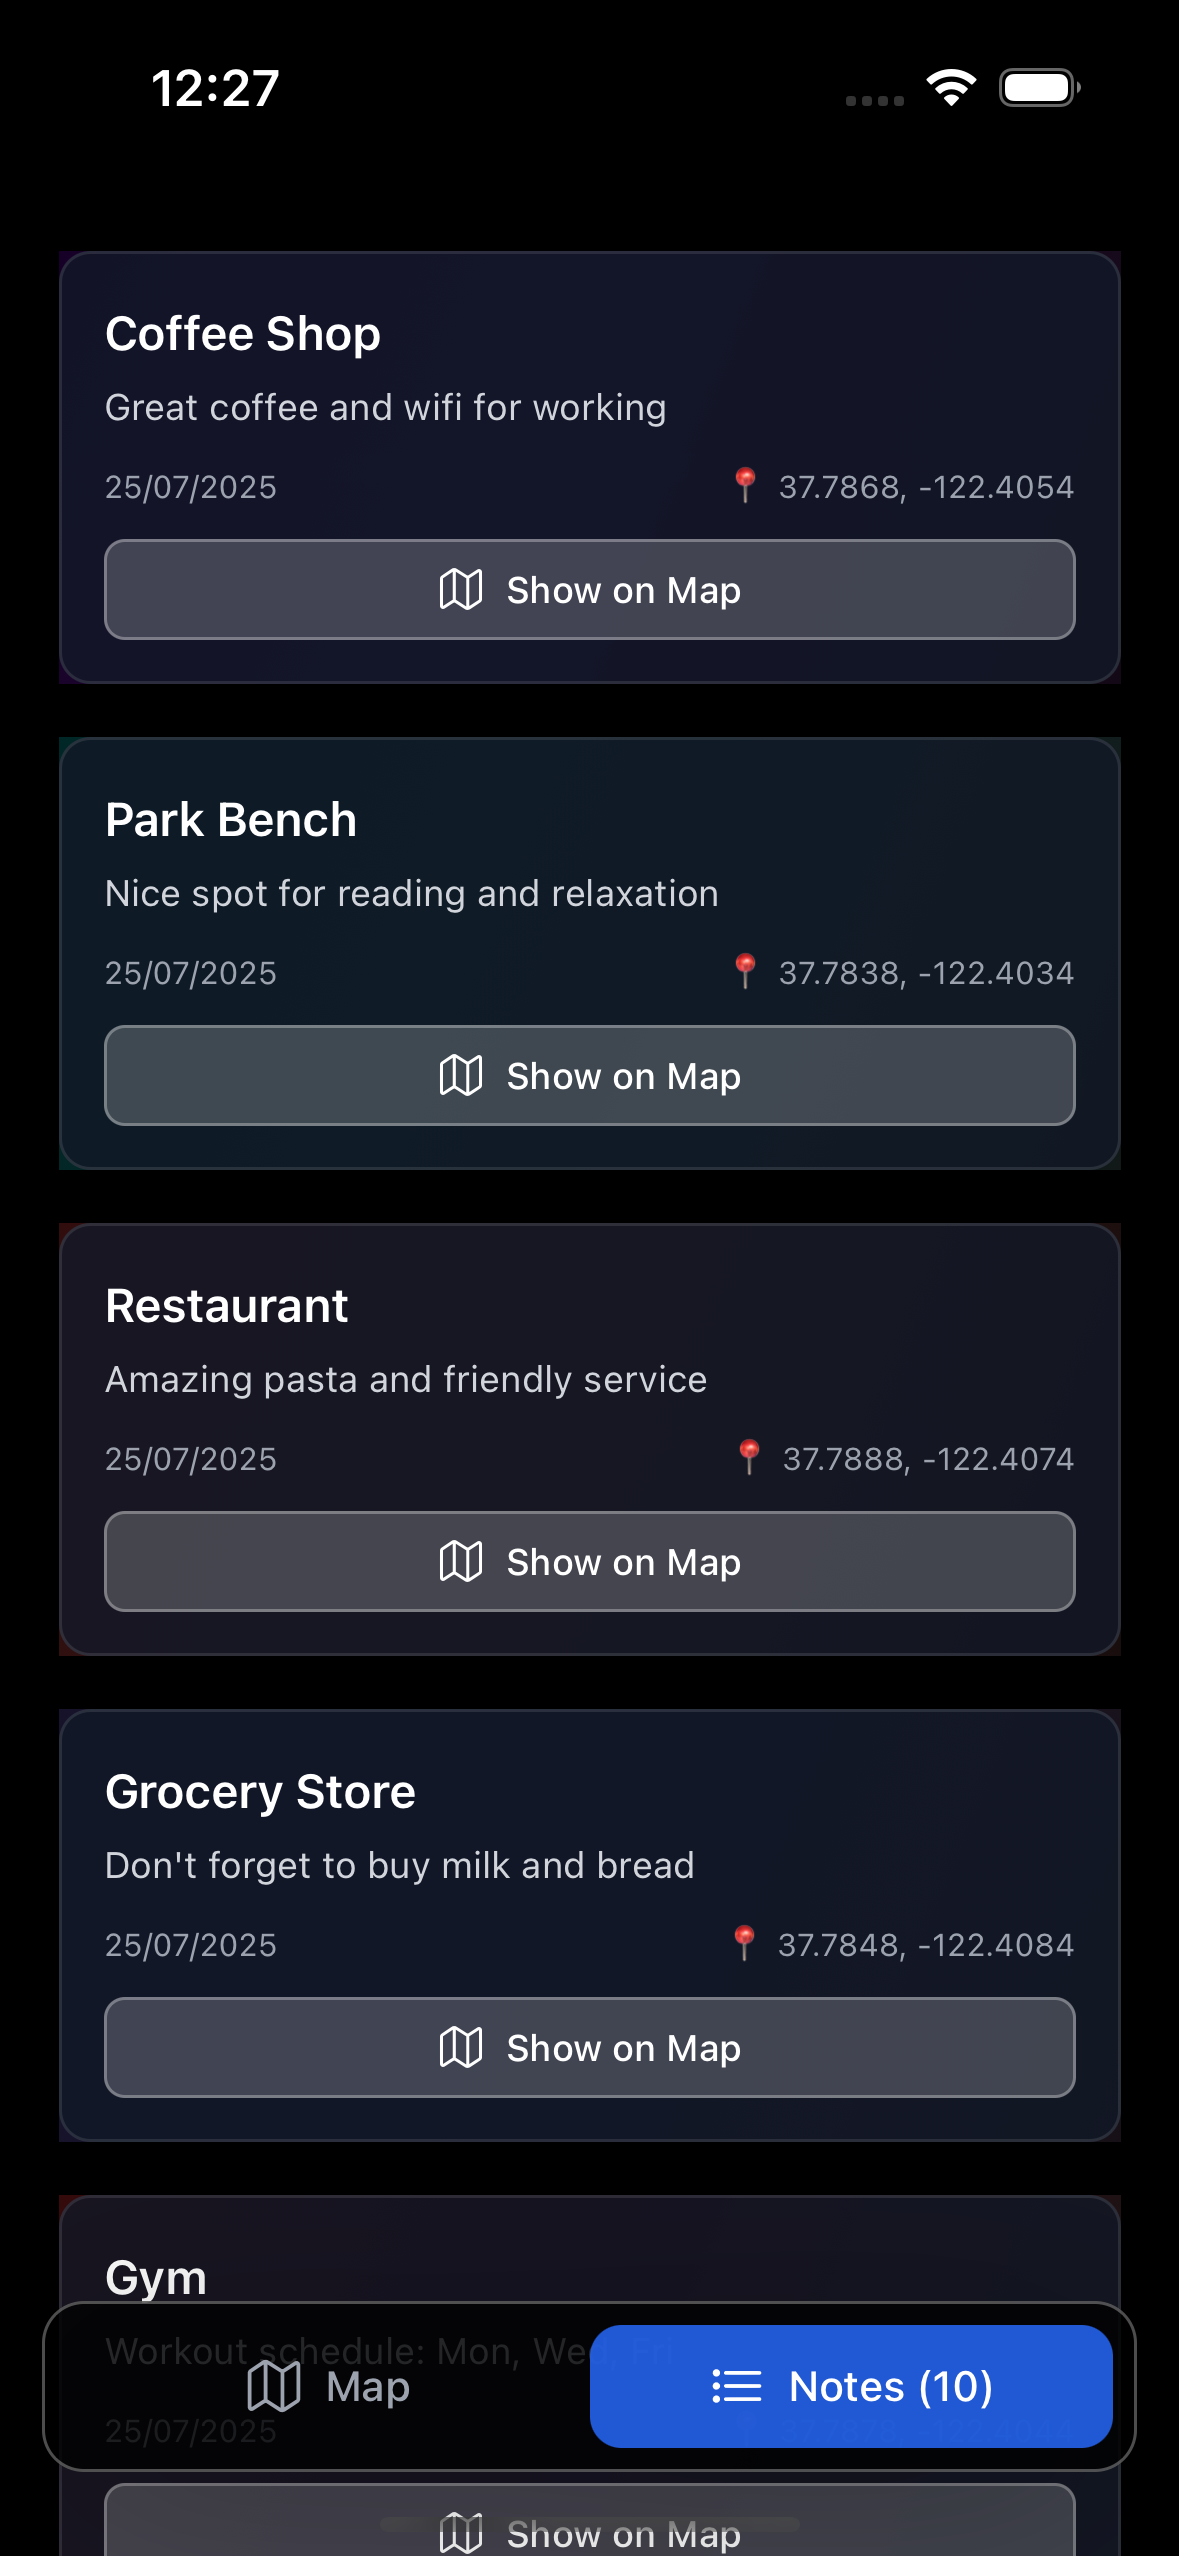 12:27
Coffee Shop
Great coffee and wifi for working
25/07/2025 📍 37.7868, -122.4054
Show on Map
Park Bench
Nice spot for reading and relaxation
25/07/2025 📍 37.7838, -122.4034
Show on Map
Restaurant
Amazing pasta and friendly service
25/07/2025 📍 37.7888, -122.4074
Show on Map
Grocery Store
Don't forget to buy milk and bread
25/07/2025 📍 37.7848, -122.4084
Show on Map
Gym
Workout schedule: Mon, Wed, Fri
Map Notes (10)
25/07/2025
Show on Map